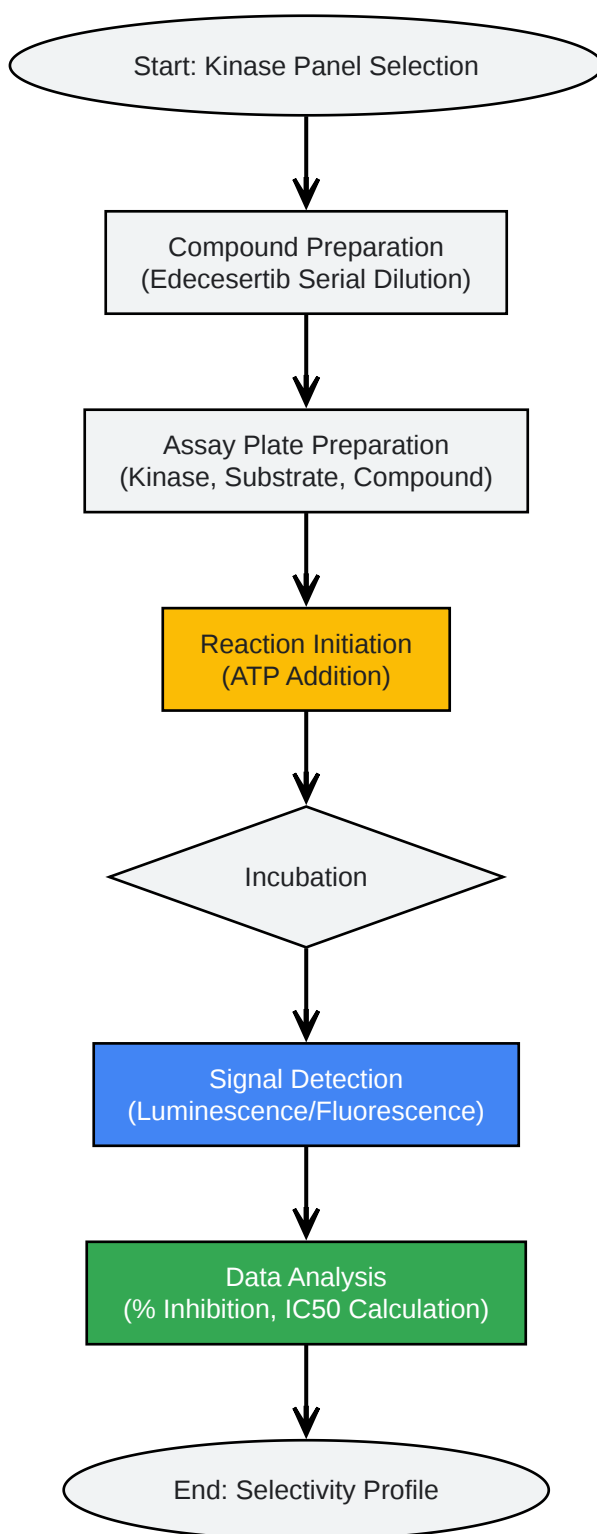 Start: Kinase Panel Selection
Compound Preparation
(Edecesertib Serial Dilution)
Assay Plate Preparation
(Kinase, Substrate, Compound)
Reaction Initiation
(ATP Addition)
Incubation
Signal Detection
(Luminescence/Fluorescence)
Data Analysis
(% Inhibition, IC50 Calculation)
End: Selectivity Profile